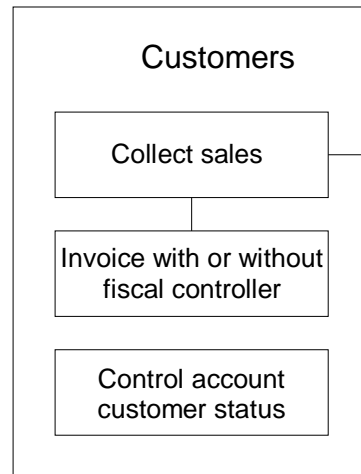 Customers
Collect sales
Invoice with or without
fiscal controller
Control account
customer status